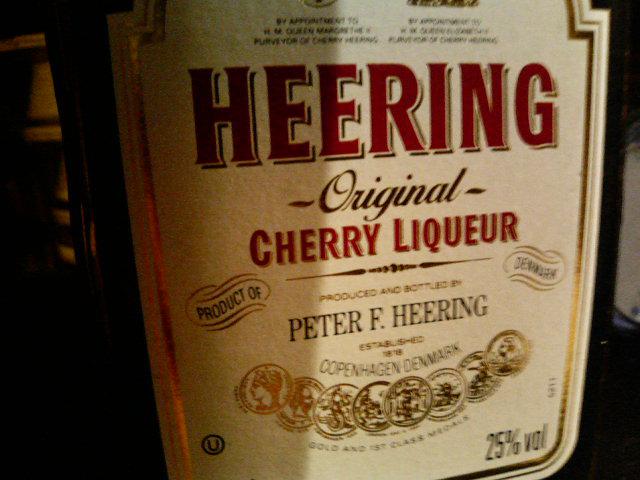 BY APPOINTMENT TO
H. M. QUEEN MARGRETHE II
PURVEYOR OF CHERRY HEERING
BY APPOINTMENT TO
H. M. QUEEN ELIZABETH II
PURVEYOR OF CHERRY HEERING
HEERING
~Original~
CHERRY LIQUEUR
PRODUCT OF
DENMARK
PRODUCED AND BOTTLED BY
PETER F. HEERING
ESTABLISHED
1818
COPENHAGEN·DENMARK
GOLD AND 1ST CLASS MEDALS
U
25% vol